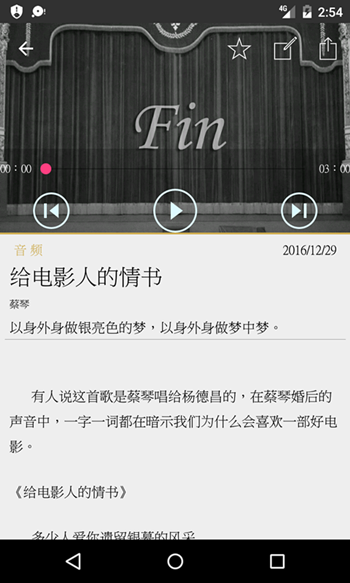 4G 2:54
Fin
00：00 03：00
音 频 2016/12/29
给电影人的情书
蔡琴
以身外身做银亮色的梦，以身外身做梦中梦。
有人说这首歌是蔡琴唱给杨德昌的，在蔡琴婚后的
声音中，一字一词都在暗示我们为什么会喜欢一部好电
影。
《给电影人的情书》
多少人爱你遗留银幕的风采